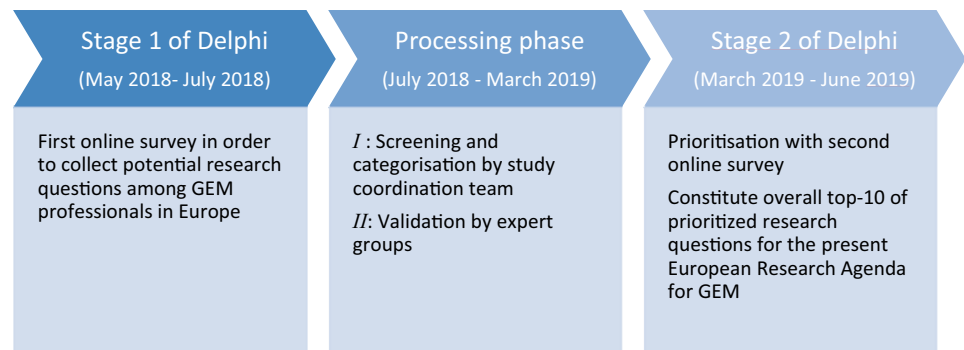 Stage 1 of Delphi
(May 2018- July 2018)
First online survey in order
to collect potential research
questions among GEM
professionals in Europe
Processing phase
(July 2018 - March 2019)
I : Screening and
categorisation by study
coordination team
II: Validation by expert
groups
Stage 2 of Delphi
(March 2019 - June 2019)
Prioritisation with second
online survey
Constitute overall top-10 of
prioritized research
questions for the present
European Research Agenda
for GEM